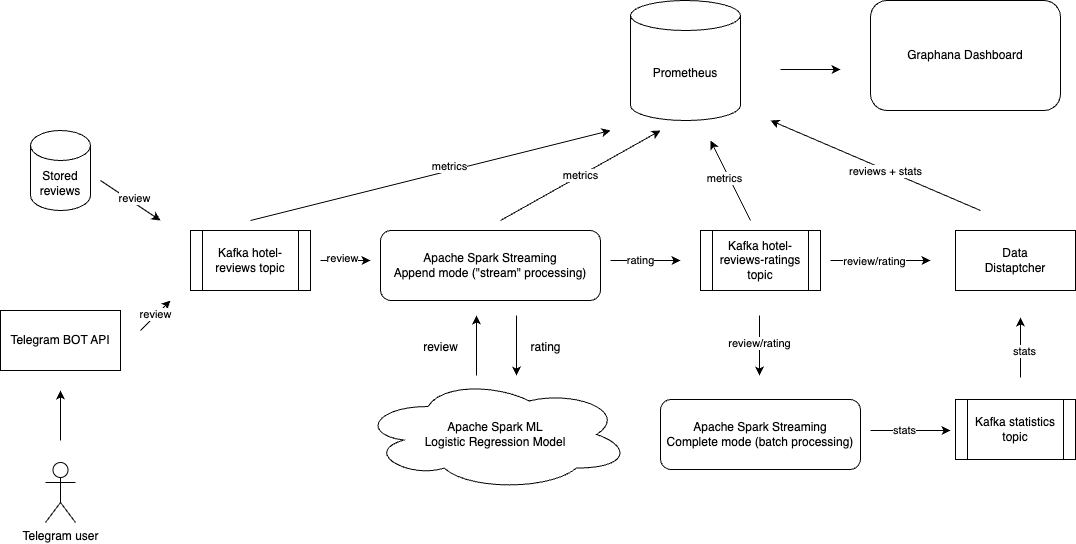 Prometheus
Graphana Dashboard
Stored
reviews
metrics
metrics
metrics
reviews + stats
review
Kafka hotel-
reviews topic
review
Apache Spark Streaming
Append mode ("stream" processing)
rating
Kafka hotel-
reviews-ratings
topic
review/rating
Data
Distaptcher
review
Telegram BOT API
review
rating
review/rating
stats
Apache Spark ML
Logistic Regression Model
Apache Spark Streaming
Complete mode (batch processing)
stats
Kafka statistics
topic
Telegram user